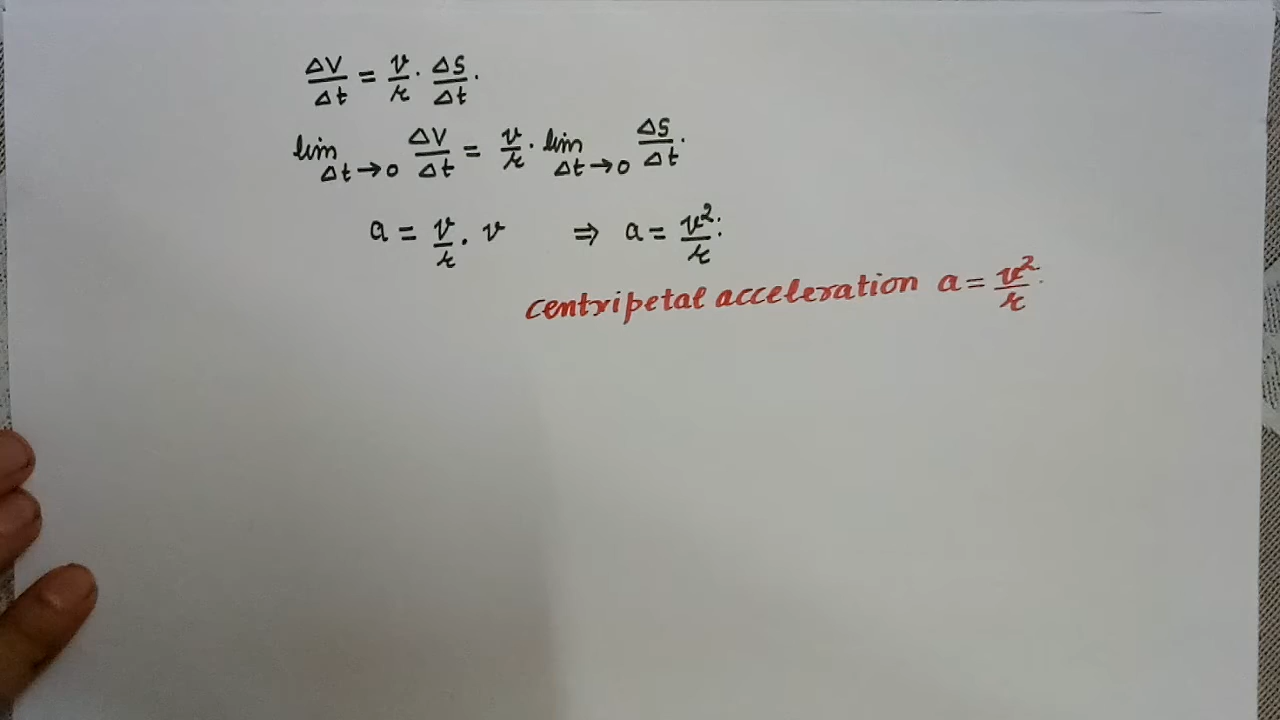 ΔV/Δt = v/r · ΔS/Δt.
lim Δt→0 ΔV/Δt = v/r · lim Δt→0 ΔS/Δt.
a = v/r · v ⇒ a = v²/r.
centripetal acceleration a = v²/r.